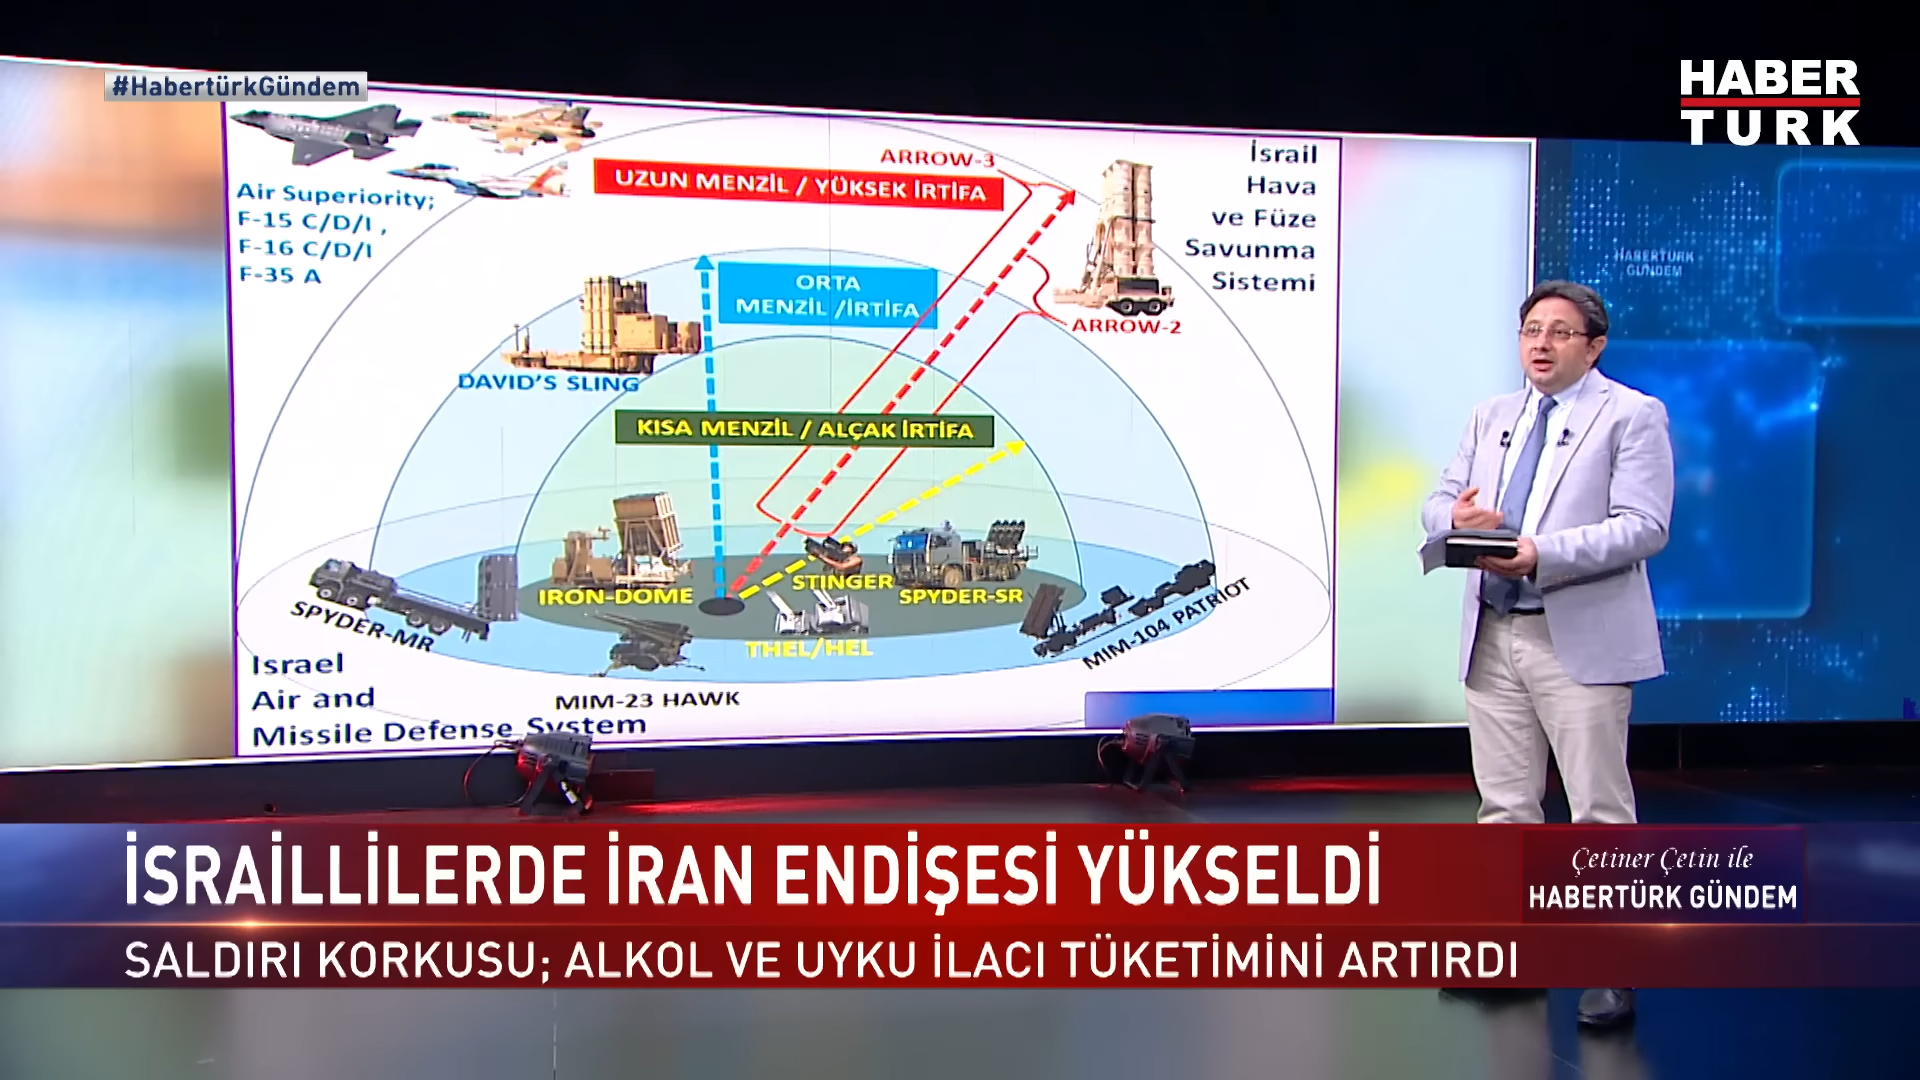 #HabertürkGündem
HABER
TURK
Air Superiority;
F-15 C/D/I ,
F-16 C/D/I
F-35 A
ARROW-3
UZUN MENZİL / YÜKSEK İRTİFA
İsrail
Hava
ve Füze
Savunma
Sistemi
ORTA
MENZİL /İRTİFA
ARROW-2
DAVID'S SLING
KISA MENZİL / ALÇAK İRTİFA
HABERTÜRK
GÜNDEM
IRON-DOME
STINGER
SPYDER-SR
SPYDER-MR
THEL/HEL
MIM-104 PATRIOT
MIM-23 HAWK
Israel
Air and
Missile Defense System
İSRAİLLİLERDE İRAN ENDİŞESİ YÜKSELDİ
Çetiner Çetin ile
HABERTÜRK GÜNDEM
SALDIRI KORKUSU; ALKOL VE UYKU İLACI TÜKETİMİNİ ARTIRDI